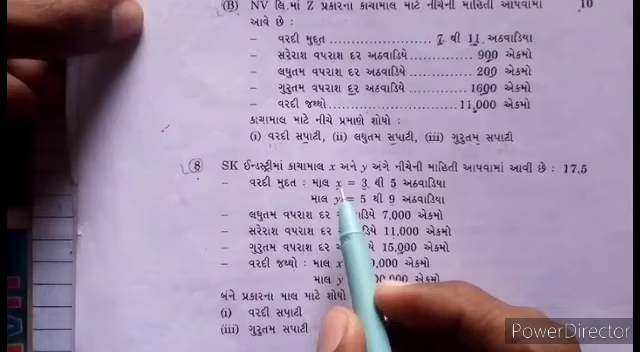 (B) NV લિ.માં Z પ્રકારના કાચામાલ માટે નીચેની માહિતી આપવામાં 10
આવે છે :
– વરદી મુદત ........................ 7 થી 11 અઠવાડિયા
– સરેરાશ વપરાશ દર અઠવાડિયે ............. 900 એકમો
– લઘુતમ વપરાશ દર અઠવાડિયે ............. 200 એકમો
– ગુરુતમ વપરાશ દર અઠવાડિયે ............. 1600 એકમો
– વરદી જથ્થો ............................. 11,000 એકમો
કાચામાલ માટે નીચે પ્રમાણે શોધો :
(i) વરદી સપાટી, (ii) લઘુતમ સપાટી, (iii) ગુરુતમ સપાટી
8 SK ઈન્ડસ્ટ્રીમાં કાચામાલ x અને y અંગે નીચેની માહિતી આપવામાં આવી છે : 17.5
– વરદી મુદત : માલ x = 3 થી 5 અઠવાડિયા
માલ y = 5 થી 9 અઠવાડિયા
– લઘુતમ વપરાશ દર 7,000 એકમો
– સરેરાશ વપરાશ દર 11,000 એકમો
– ગુરુતમ વપરાશ દર 15,000 એકમો
– વરદી જથ્થો : માલ x એકમો
માલ y એકમો
બંને પ્રકારના માલ માટે શોધો
(i) વરદી સપાટી
(iii) ગુરુતમ સપાટી
PowerDirector